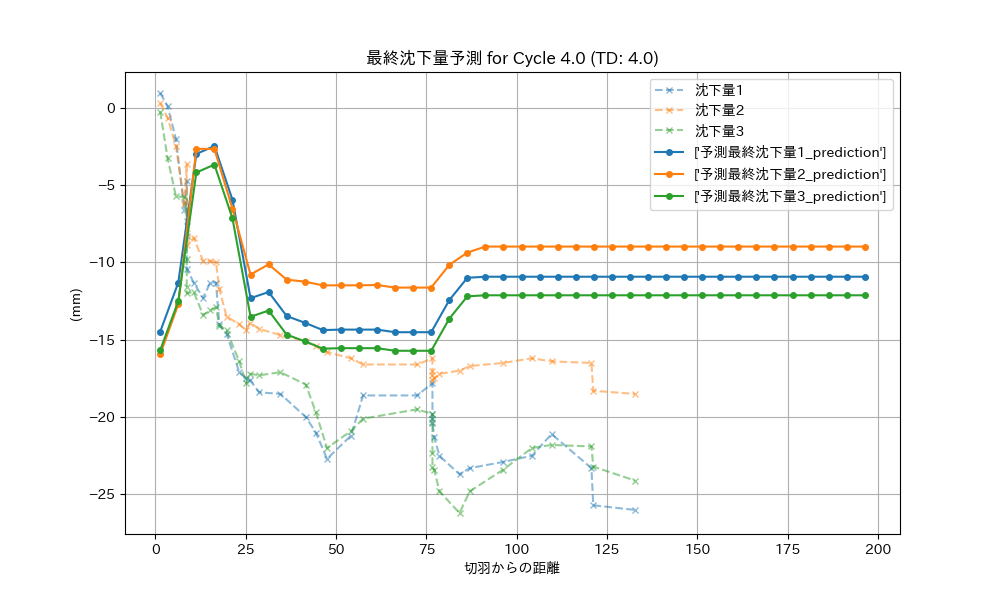 最終沈下量予測 for Cycle 4.0 (TD: 4.0)
沈下量1
沈下量2
沈下量3
['予測最終沈下量1_prediction']
['予測最終沈下量2_prediction']
['予測最終沈下量3_prediction']
(mm)
0
−5
−10
−15
−20
−25
0 25 50 75 100 125 150 175 200
切羽からの距離